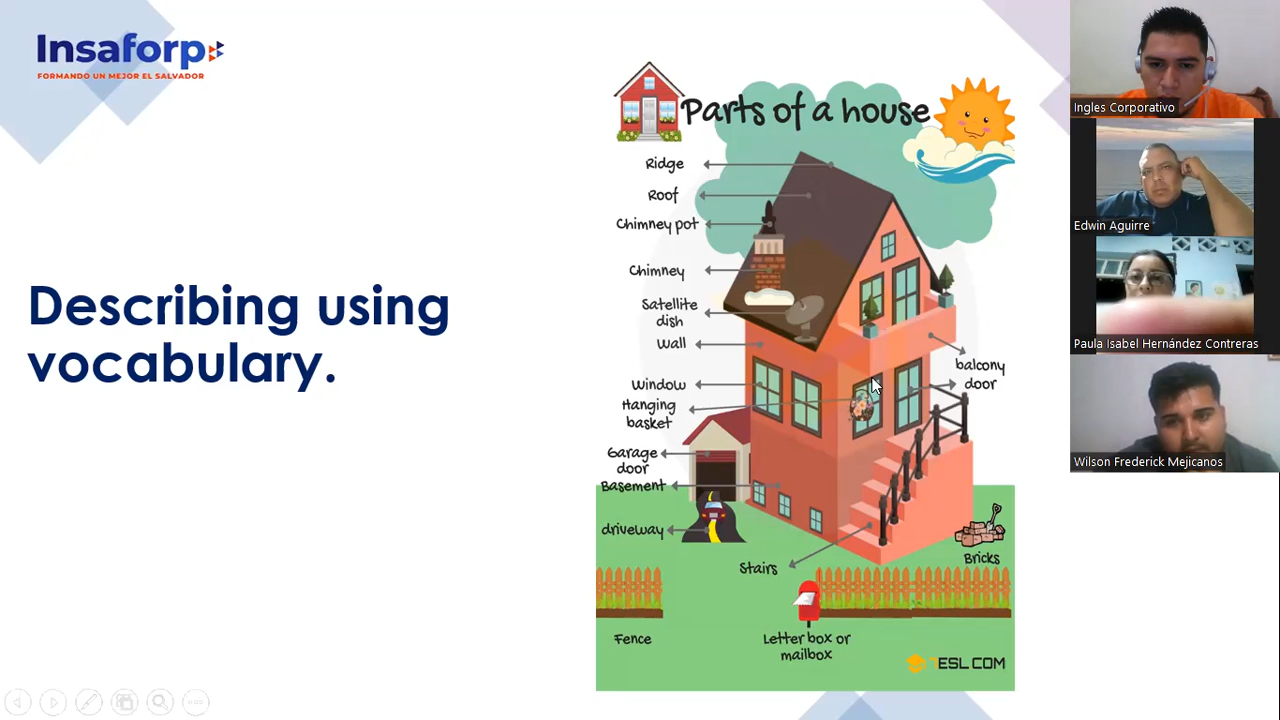 Insaforp
FORMANDO UN MEJOR EL SALVADOR
Describing using
vocabulary.
Parts of a house
Ridge
Roof
Chimney pot
Chimney
Satellite
dish
Wall
Window
Hanging
basket
Garage
door
Basement
driveway
Stairs
balcony
door
Bricks
Fence
Letter box or
mailbox
7ESL.COM
Ingles Corporativo
Edwin Aguirre
Paula Isabel Hernández Contreras
Wilson Frederick Mejicanos